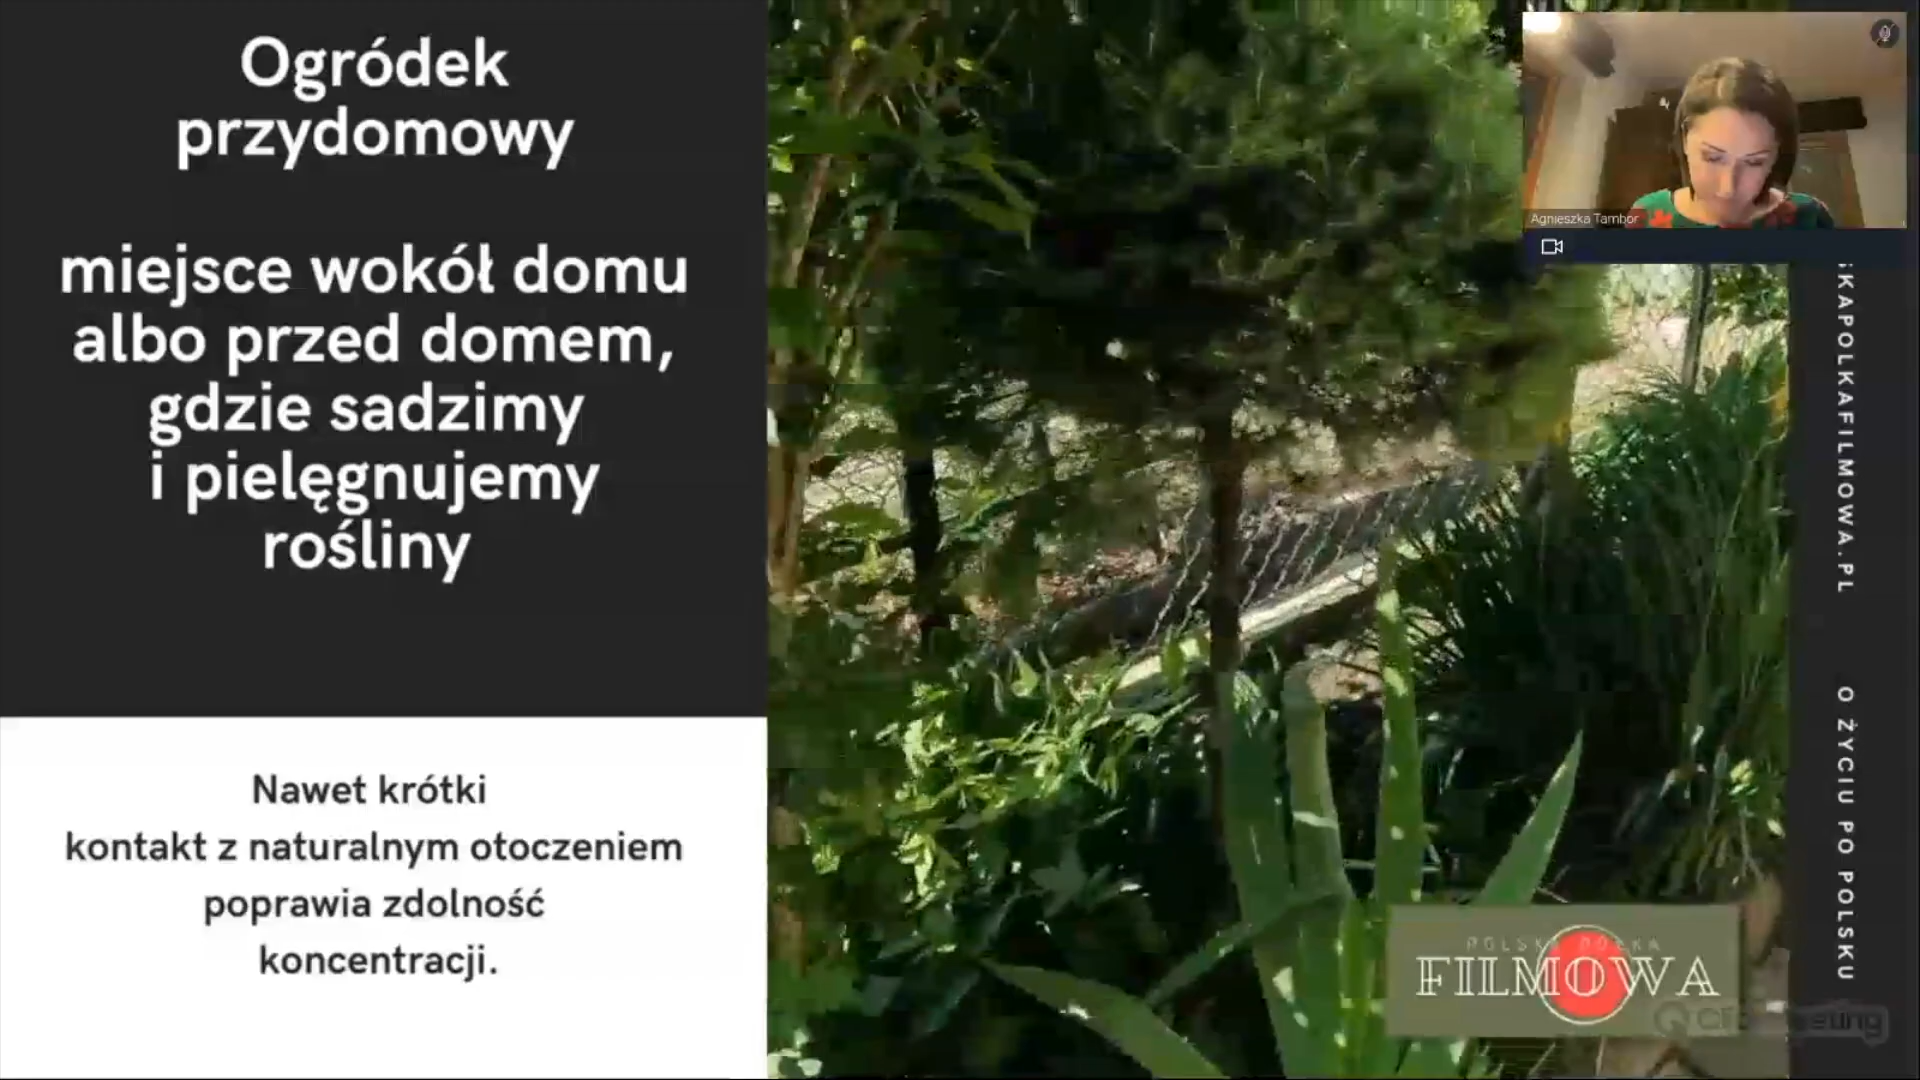 Ogródek
przydomowy
miejsce wokół domu
albo przed domem,
gdzie sadzimy
i pielęgnujemy
rośliny
Nawet krótki
kontakt z naturalnym otoczeniem
poprawia zdolność
koncentracji.
Agnieszka Tambor
KAPOLKAFILMOWA.PL
O ŻYCIU PO POLSKU
POLSKA PÓŁKA
FILMOWA